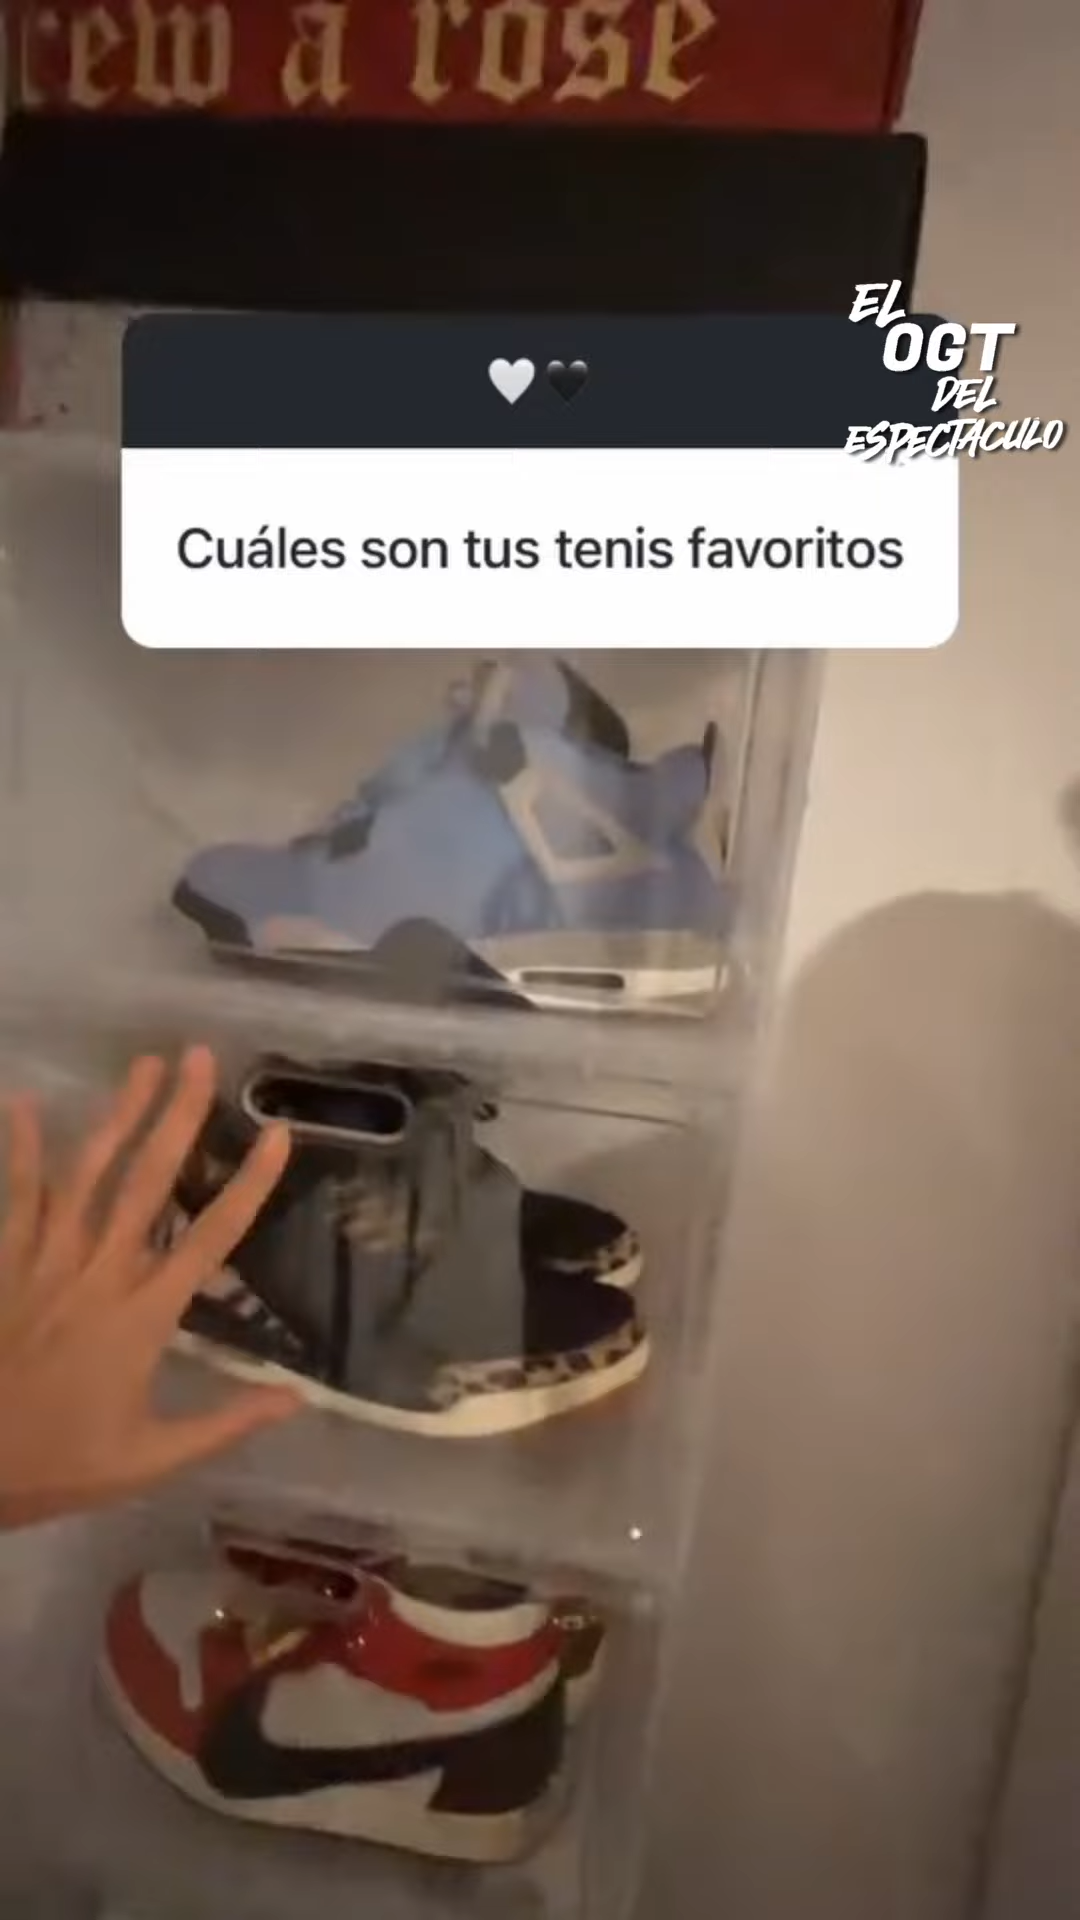 rew a rose
🤍🖤
EL
OGT
DEL
ESPECTACULO
Cuáles son tus tenis favoritos